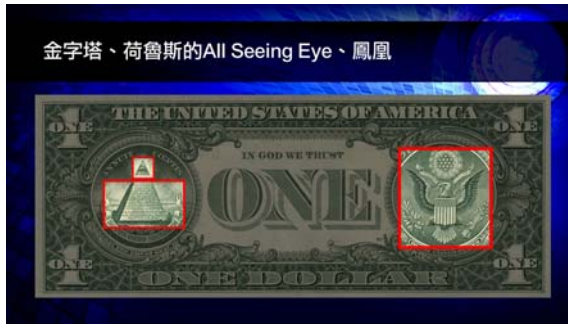 金字塔、荷魯斯的All Seeing Eye、鳳凰
THE UNITED STATES OF AMERICA
ONE ONE
IN GOD WE TRUST
ONE
ONE ONE
ONE DOLLAR